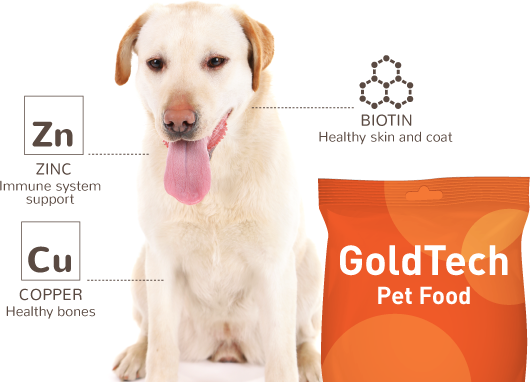 Zn
ZINC
Immune system
support
Cu
COPPER
Healthy bones
BIOTIN
Healthy skin and coat
GoldTech
Pet Food